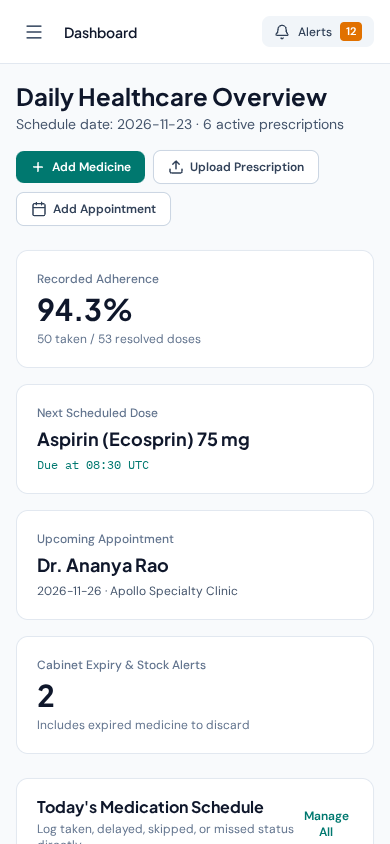 Dashboard
Alerts 12
Daily Healthcare Overview
Schedule date: 2026-11-23 · 6 active prescriptions
Add Medicine
Upload Prescription
Add Appointment
Recorded Adherence
94.3%
50 taken / 53 resolved doses
Next Scheduled Dose
Aspirin (Ecosprin) 75 mg
Due at 08:30 UTC
Upcoming Appointment
Dr. Ananya Rao
2026-11-26 · Apollo Specialty Clinic
Cabinet Expiry & Stock Alerts
2
Includes expired medicine to discard
Today's Medication Schedule
Manage All
Log taken, delayed, skipped, or missed status